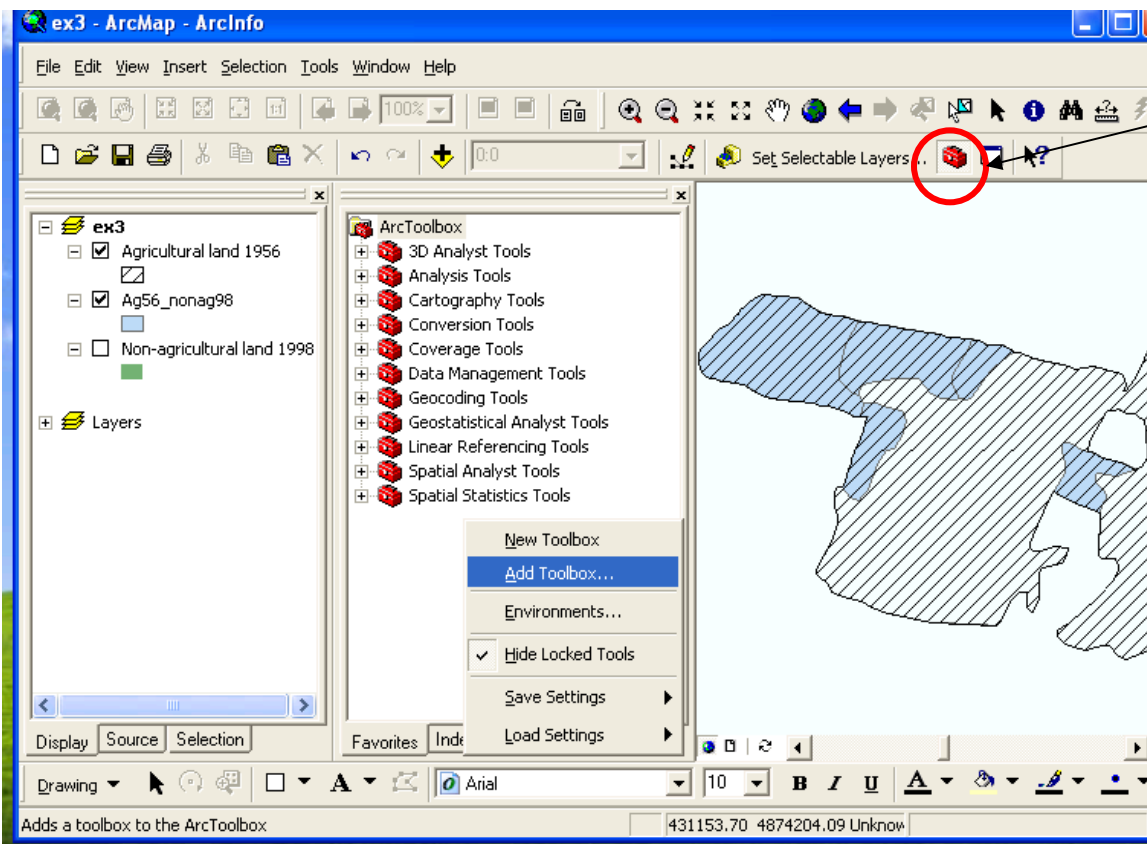 ex3 - ArcMap - ArcInfo
File Edit View Insert Selection Tools Window Help
1:1 100%
0:0 Set Selectable Layers...
ex3
Agricultural land 1956
Ag56_nonag98
Non-agricultural land 1998
Layers
Display Source Selection
ArcToolbox
3D Analyst Tools
Analysis Tools
Cartography Tools
Conversion Tools
Coverage Tools
Data Management Tools
Geocoding Tools
Geostatistical Analyst Tools
Linear Referencing Tools
Spatial Analyst Tools
Spatial Statistics Tools
Favorites Inde
New Toolbox
Add Toolbox...
Environments...
Hide Locked Tools
Save Settings
Load Settings
Drawing A Arial 10 B I U A
Adds a toolbox to the ArcToolbox 431153.70 4874204.09 Unknow